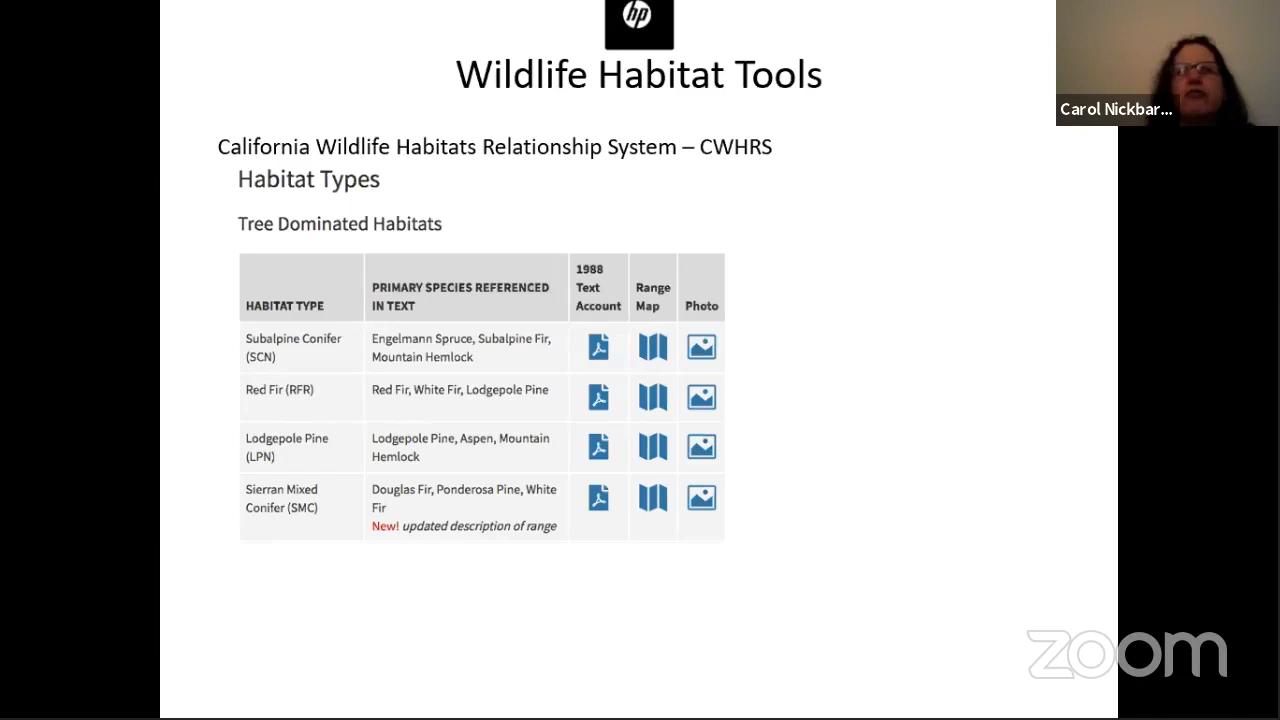 hp
Wildlife Habitat Tools
Carol Nickbar...
California Wildlife Habitats Relationship System – CWHRS
Habitat Types
Tree Dominated Habitats
HABITAT TYPE
PRIMARY SPECIES REFERENCED
IN TEXT
1988
Text
Account
Range
Map
Photo
Subalpine Conifer
(SCN)
Engelmann Spruce, Subalpine Fir,
Mountain Hemlock
Red Fir (RFR)
Red Fir, White Fir, Lodgepole Pine
Lodgepole Pine
(LPN)
Lodgepole Pine, Aspen, Mountain
Hemlock
Sierran Mixed
Conifer (SMC)
Douglas Fir, Ponderosa Pine, White
Fir
New! updated description of range
zoom